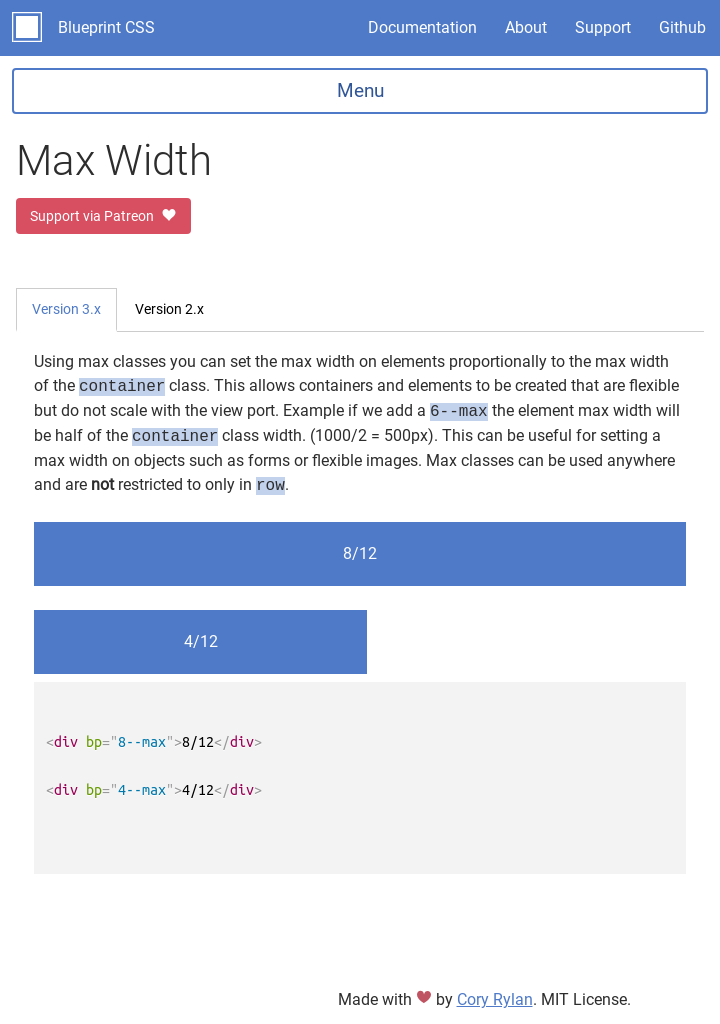 Blueprint CSS Documentation About Support Github
Menu
Max Width
Support via Patreon
Version 3.x Version 2.x
Using max classes you can set the max width on elements proportionally to the max width
of the container class. This allows containers and elements to be created that are flexible
but do not scale with the view port. Example if we add a 6--max the element max width will
be half of the container class width. (1000/2 = 500px). This can be useful for setting a
max width on objects such as forms or flexible images. Max classes can be used anywhere
and are not restricted to only in row.
8/12
4/12
<div bp="8--max">8/12</div>
<div bp="4--max">4/12</div>
Made with ♥ by Cory Rylan. MIT License.